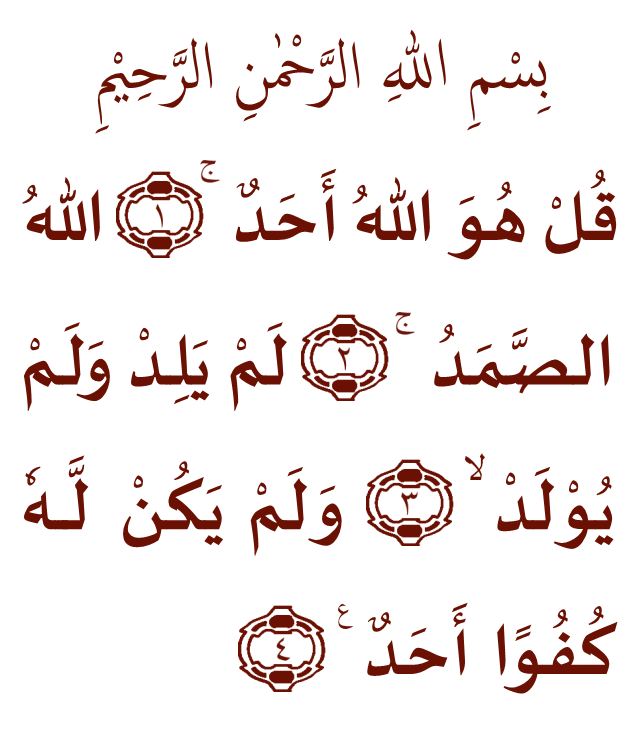 بِسْمِ اللهِ الرَّحْمٰنِ الرَّحِيْمِ
قُلْ هُوَ اللهُ أَحَدٌ ۚ ١ اللهُ
الصَّمَدُ ۚ ٢ لَمْ يَلِدْ وَلَمْ
يُوْلَدْ ۙ ٣ وَلَمْ يَكُنْ لَّهٗ
كُفُوًا أَحَدٌ ࣖ ٤